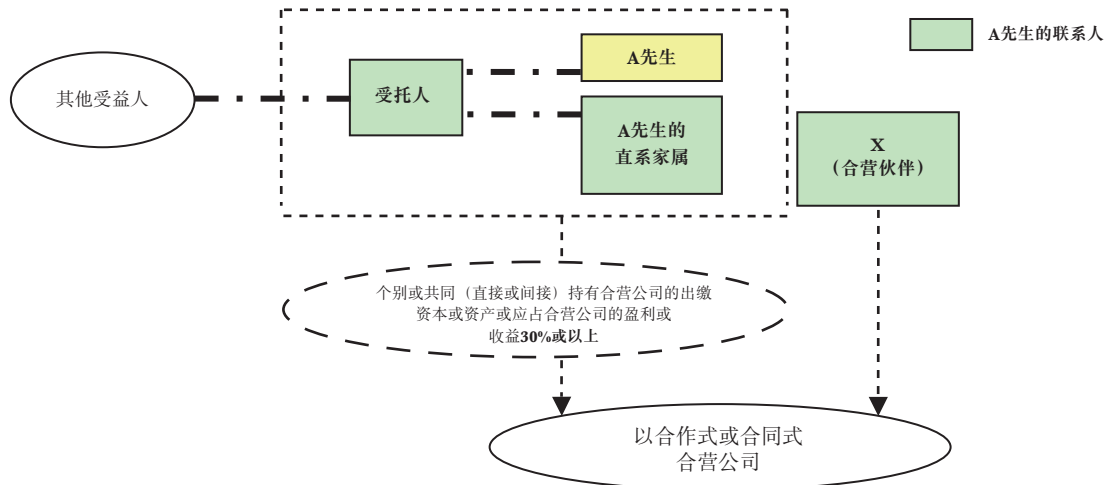 A先生的联系人
A先生
其他受益人
受托人
A先生的
直系家属
X
（合营伙伴）
个别或共同（直接或间接）持有合营公司的出缴
资本或资产或应占合营公司的盈利或
收益30%或以上
以合作式或合同式
合营公司